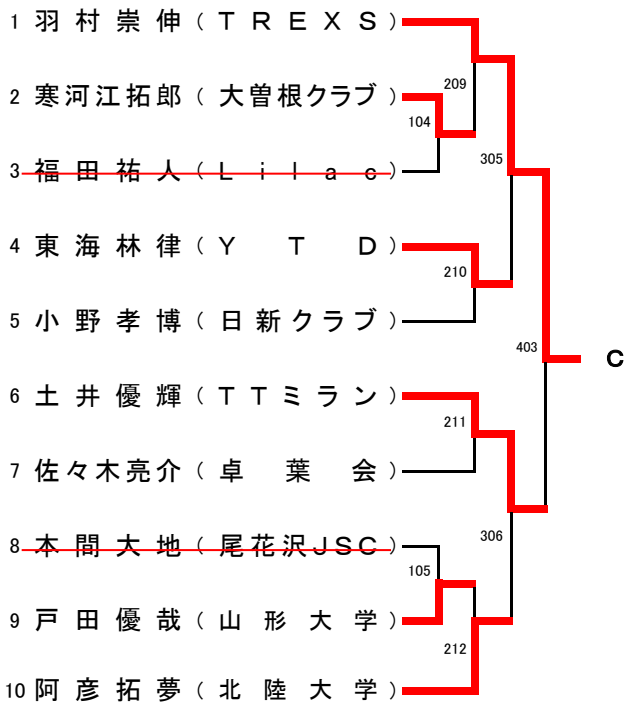 1 羽村崇伸(TREXS)
209
2 寒河江拓郎(大曽根クラブ)
104
305
3 福田祐人(Lilac)
4 東海林律(YTD)
210
5 小野孝博(日新クラブ)
403
C
6 土井優輝(TTミラン)
211
7 佐々木亮介(卓葉会)
306
8 本間大地(尾花沢JSC)
105
9 戸田優哉(山形大学)
212
10 阿彦拓夢(北陸大学)